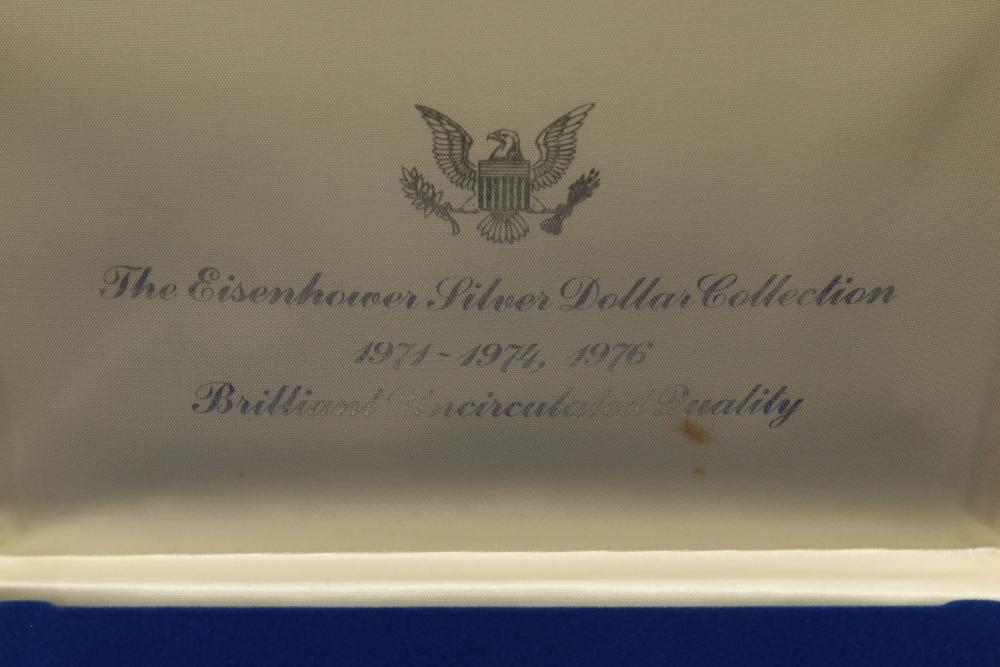 The Eisenhower Silver Dollar Collection
1971-1974, 1976
Brilliant Uncirculated Quality